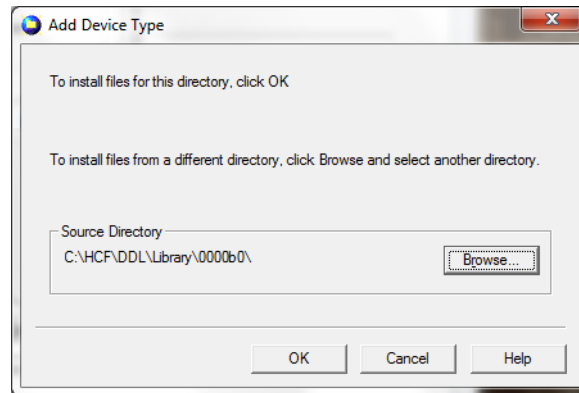 Add Device Type
To install files for this directory, click OK
To install files from a different directory, click Browse and select another directory.
Source Directory
C:\HCF\DDL\Library\0000b0\
Browse...
OK
Cancel
Help